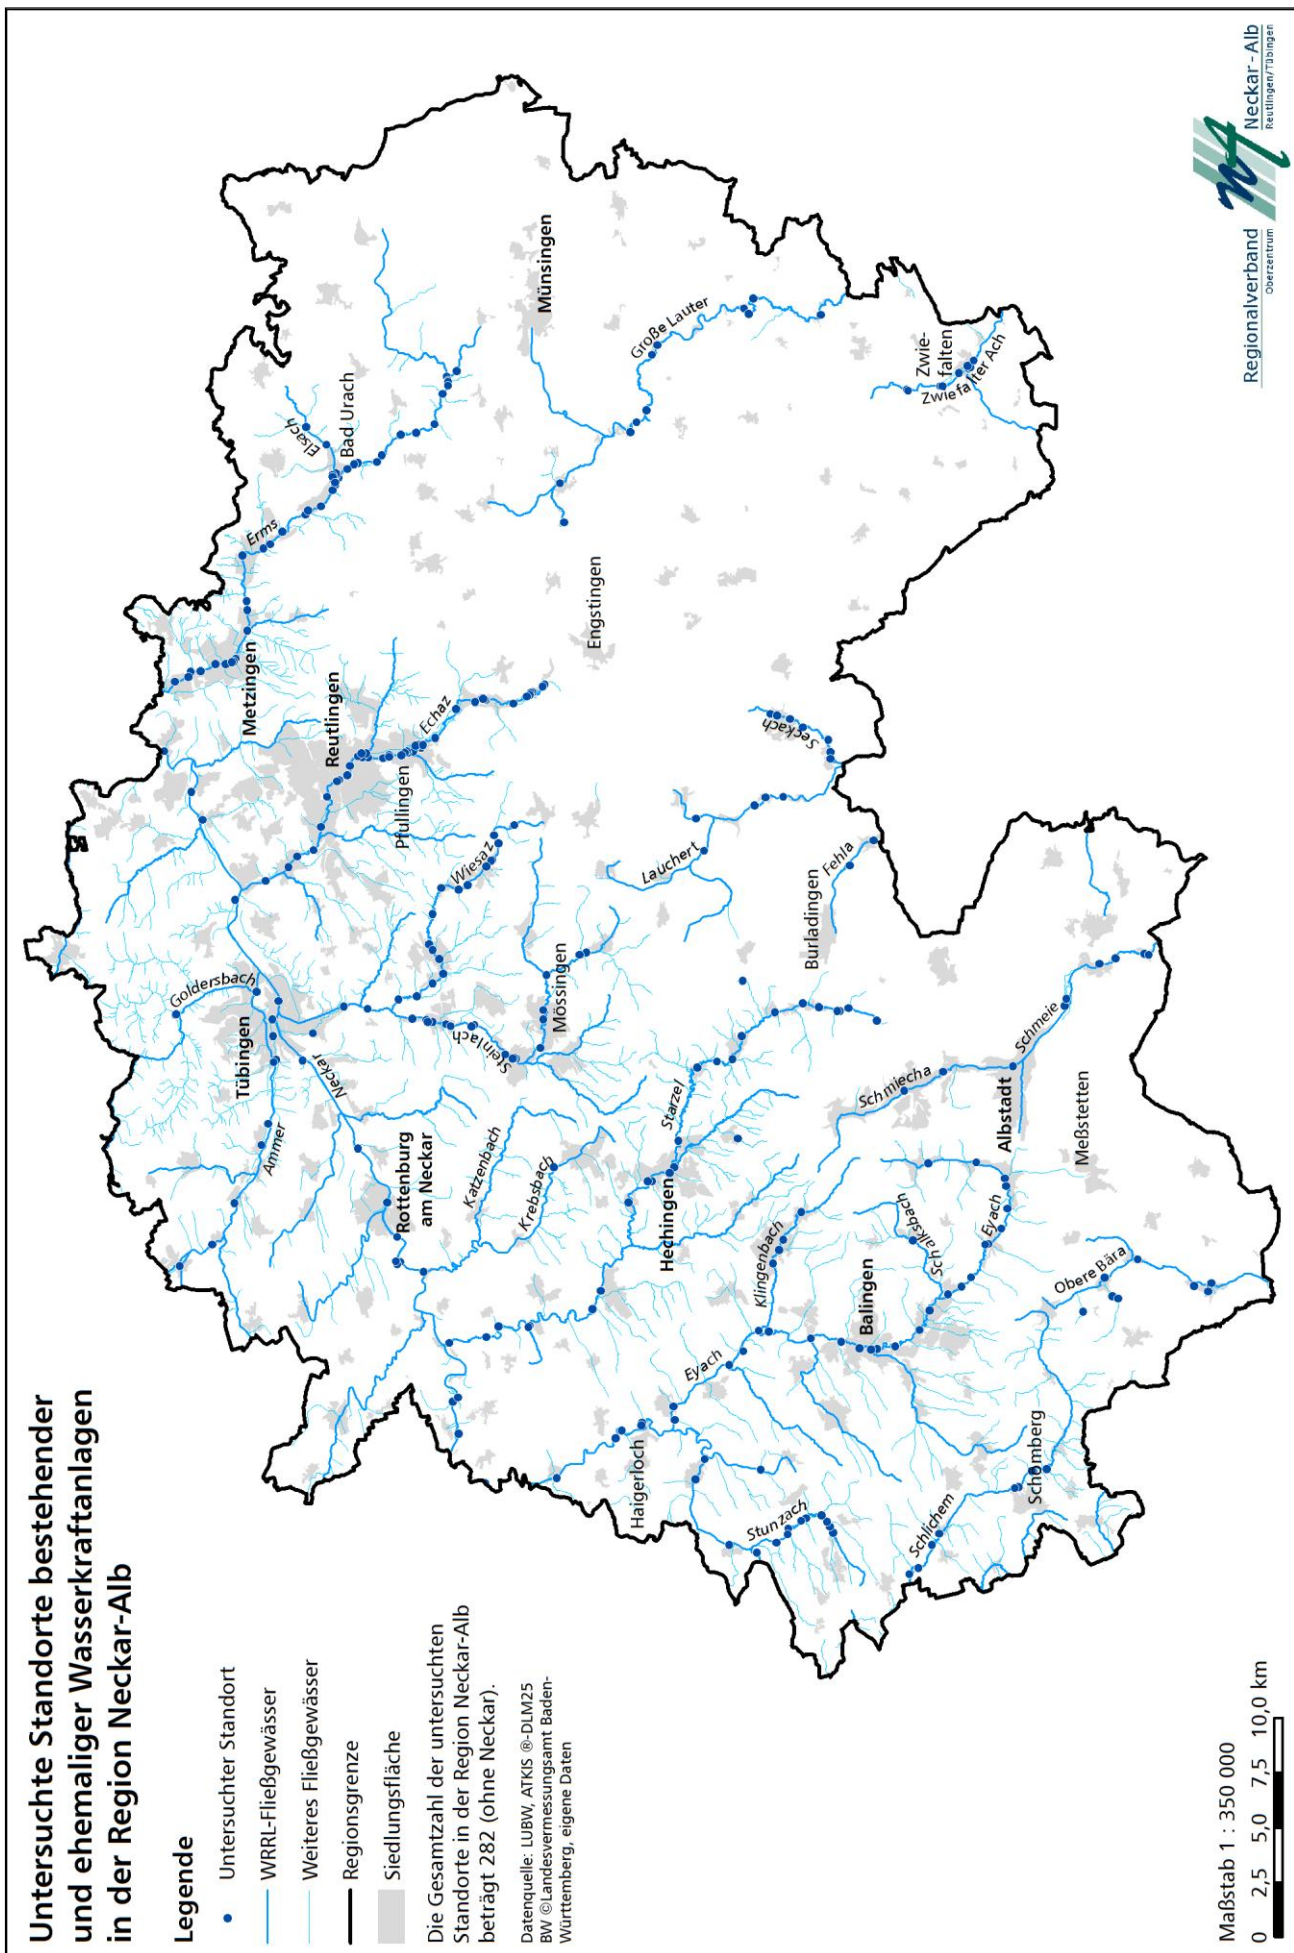 Untersuchte Standorte bestehender
und ehemaliger Wasserkraftanlagen
in der Region Neckar-Alb
Legende
Untersuchter Standort
WRRL-Fließgewässer
Weiteres Fließgewässer
Regionsgrenze
Siedlungsfläche
Die Gesamtzahl der untersuchten
Standorte in der Region Neckar-Alb
beträgt 282 (ohne Neckar).
Datenquelle: LUBW, ATKIS ®-DLM25
BW ©Landesvermessungsamt Baden-
Württemberg, eigene Daten
Maßstab 1 : 350 000
0 2,5 5,0 7,5 10,0 km
Goldersbach
Tübingen
Ammer
Neckar
Rottenburg
am Neckar
Katzenbach
Krebsbach
Steinlach
Mössingen
Wiesaz
Metzingen
Reutlingen
Pfullingen
Echaz
Erms
Elsach
Bad Urach
Münsingen
Große Lauter
Engstingen
Zwie-
falten
Zwiefalter Ach
Seckach
Lauchert
Fehla
Burladingen
Starzel
Hechingen
Klingenbach
Eyach
Haigerloch
Stunzach
Balingen
Schalksbach
Eyach
Schmiecha
Albstadt
Schmeie
Meßstetten
Obere Bära
Schömberg
Schlichem
Regionalverband
Oberzentrum
Neckar-Alb
Reutlingen/Tübingen